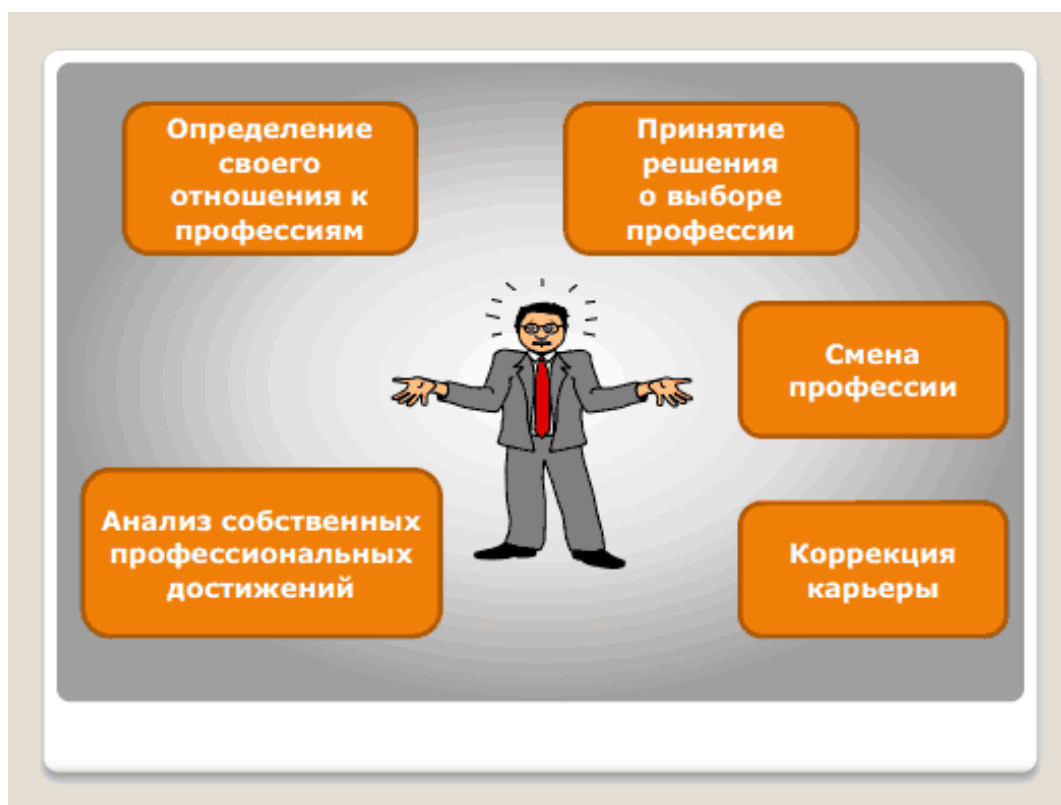 Определение
своего
отношения к
профессиям
Принятие
решения
о выборе
профессии
Смена
профессии
Анализ собственных
профессиональных
достижений
Коррекция
карьеры